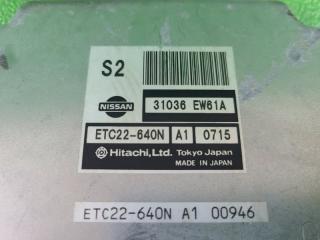 S2
NISSAN 31036 EW61A
ETC22-640N A1 0715
Hitachi,Ltd. Tokyo Japan
MADE IN JAPAN
ETC22-640N A1 00946